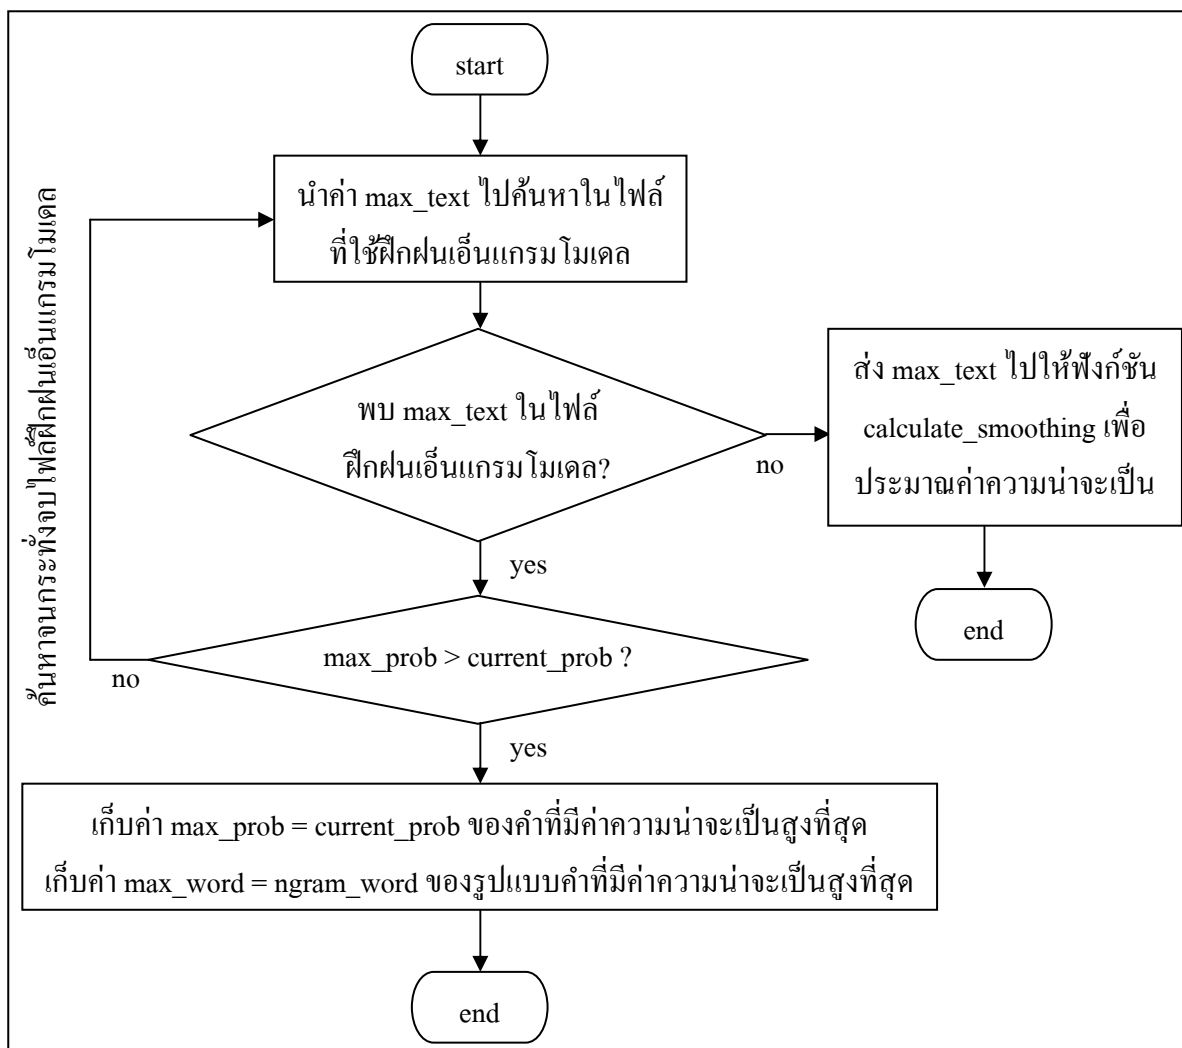 start
นำค่า max_text ไปค้นหาในไฟล์
ที่ใช้ฝึกฝนเอ็นแกรมโมเดล
ค้นหาจนกระทั่งจบไฟล์ฝึกฝนเอ็นแกรมโมเดล
พบ max_text ในไฟล์
ฝึกฝนเอ็นแกรมโมเดล?
no
ส่ง max_text ไปให้ฟังก์ชัน
calculate_smoothing เพื่อ
ประมาณค่าความน่าจะเป็น
yes
end
max_prob > current_prob ?
no
yes
เก็บค่า max_prob = current_prob ของคำที่มีค่าความน่าจะเป็นสูงที่สุด
เก็บค่า max_word = ngram_word ของรูปแบบคำที่มีค่าความน่าจะเป็นสูงที่สุด
end